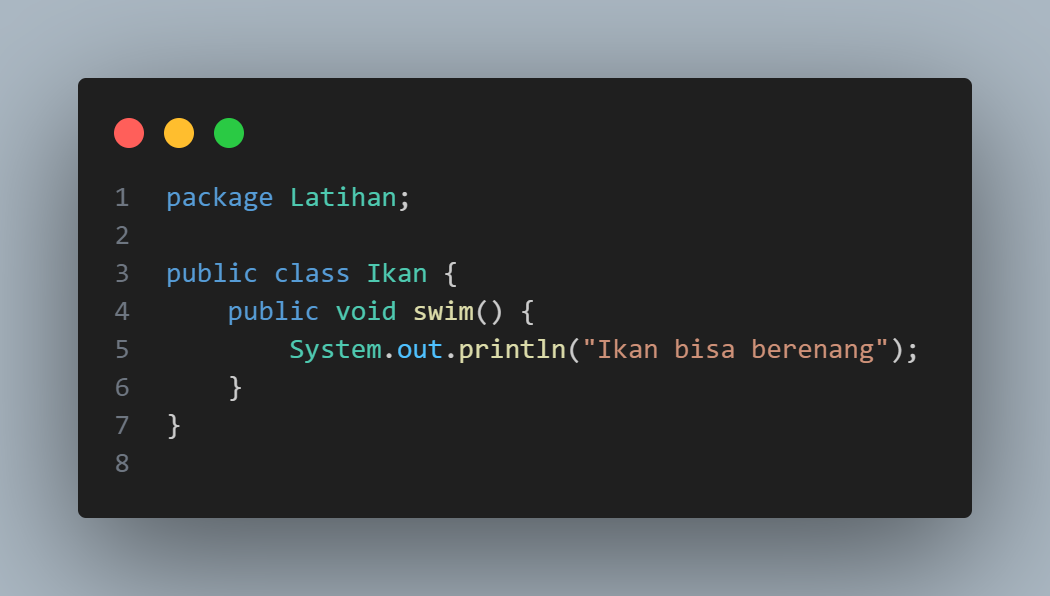 1 package Latihan;
2
3 public class Ikan {
4     public void swim() {
5         System.out.println("Ikan bisa berenang");
6     }
7 }
8